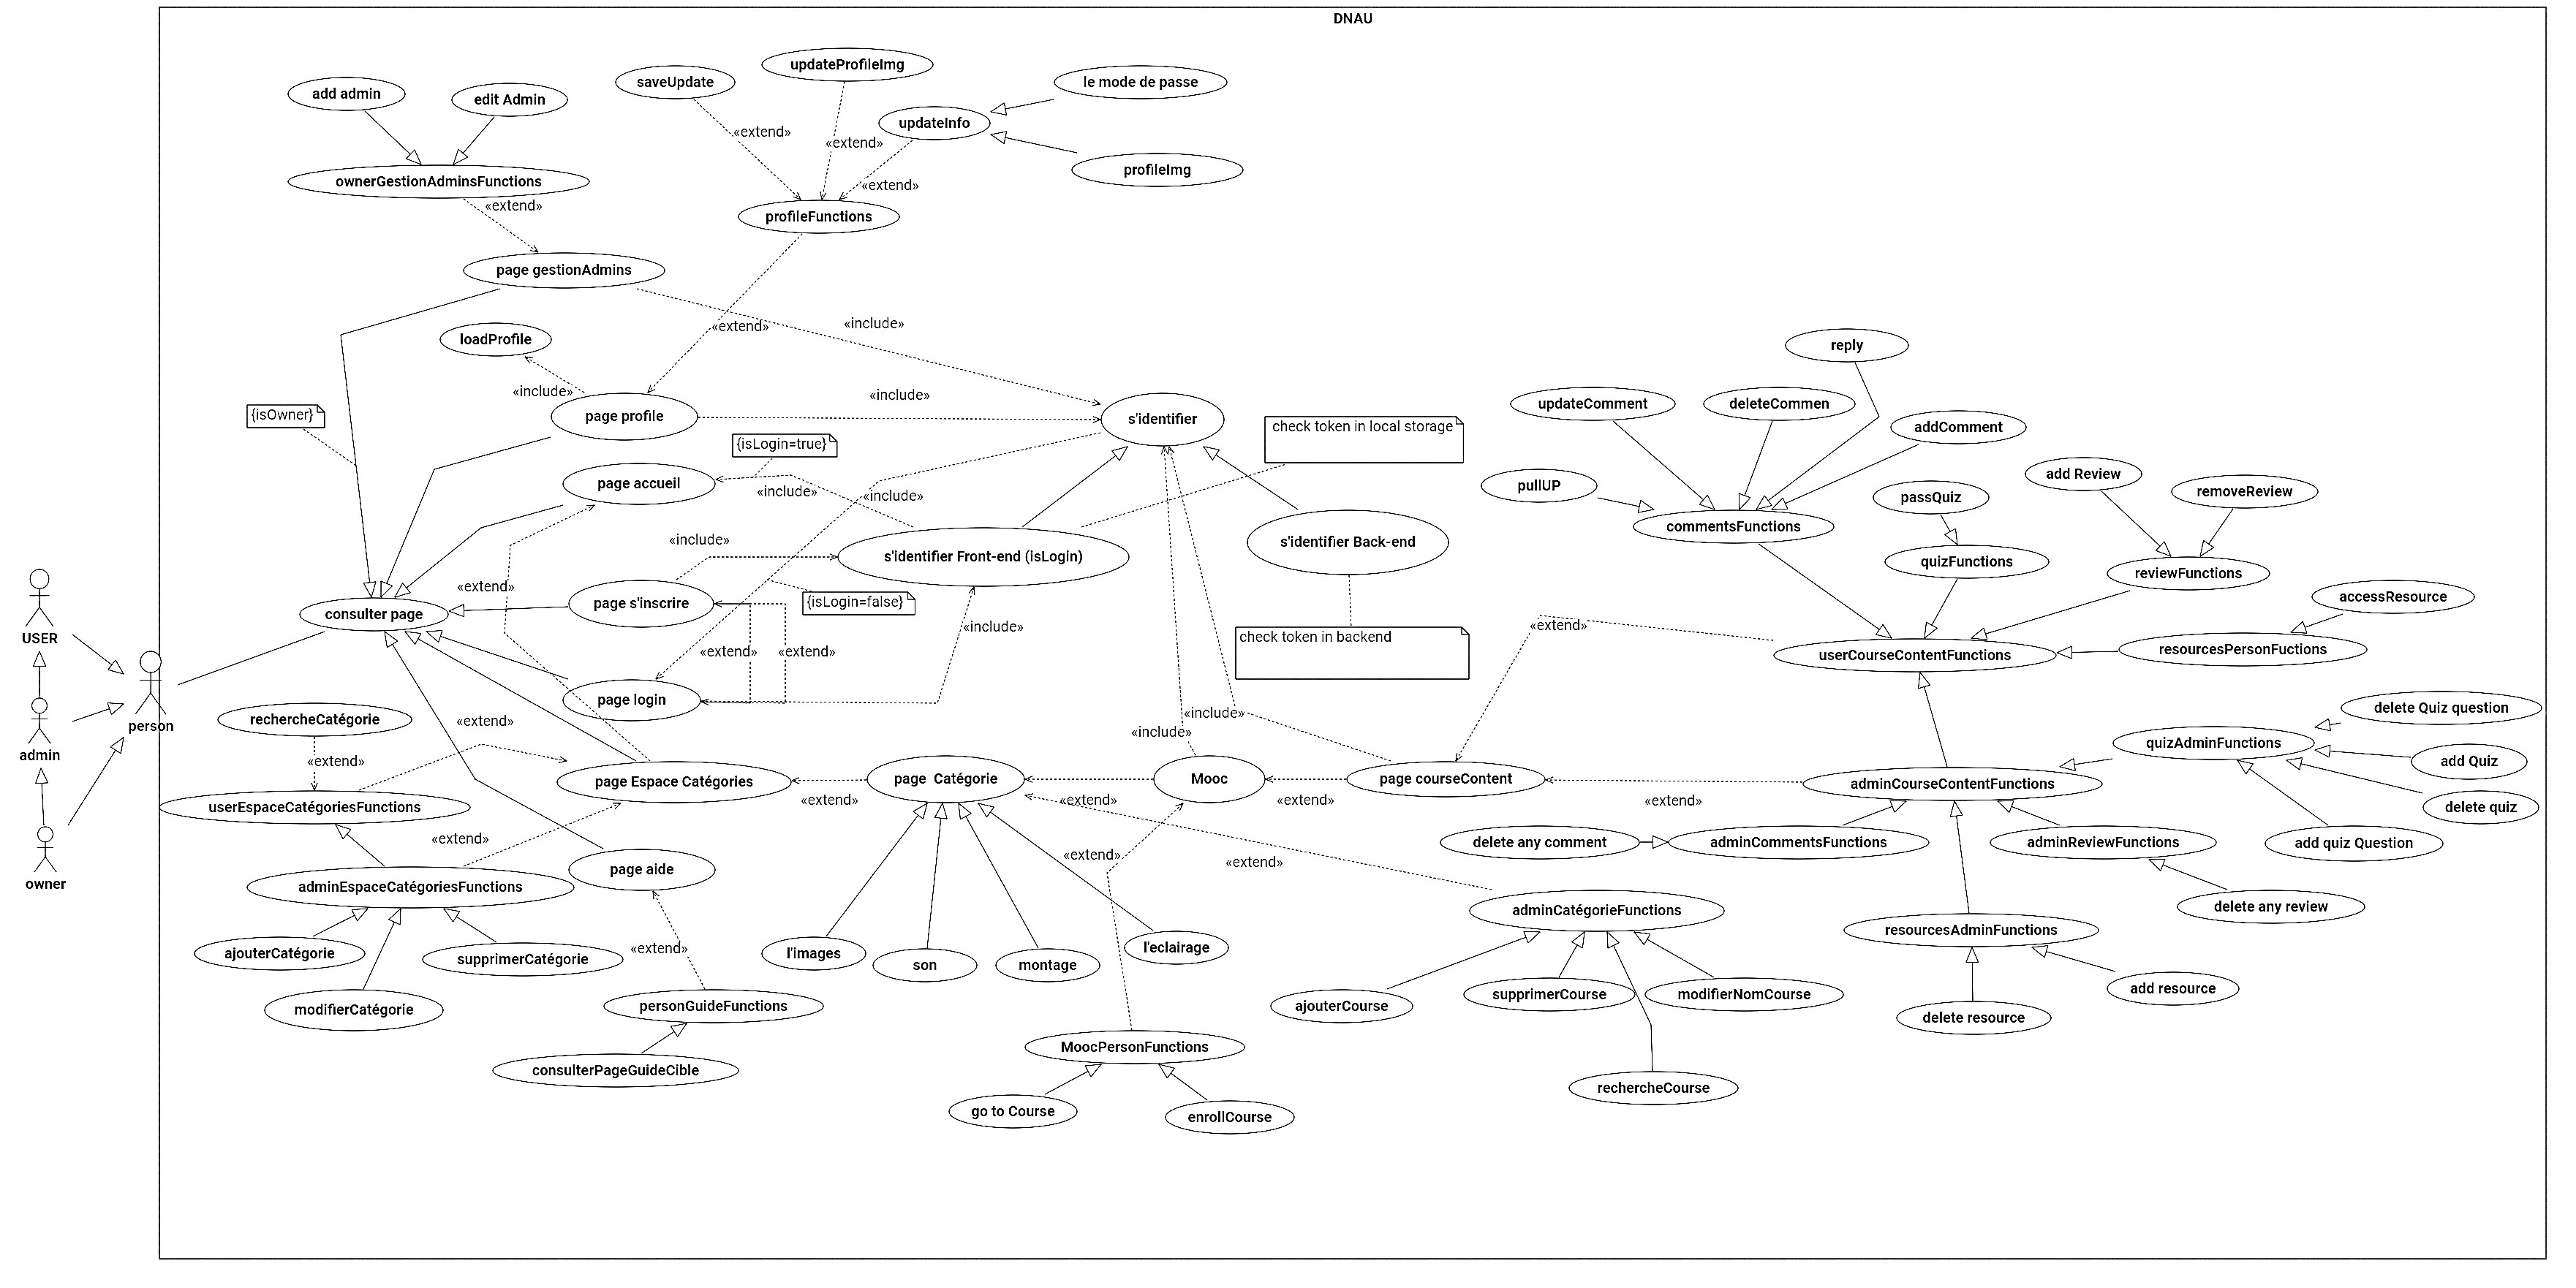 DNAU
updateProfileImg
saveUpdate
le mode de passe
add admin
edit Admin
updateInfo
«extend»
«extend»
profileImg
ownerGestionAdminsFunctions
«extend»
«extend»
profileFunctions
page gestionAdmins
«extend»
«include»
loadProfile
reply
«include»
«include»
updateComment
deleteCommen
{isOwner}
page profile
s'identifier
check token in local storage
addComment
{isLogin=true}
add Review
page accueil
pullUP
«include»
«include»
passQuiz
removeReview
commentsFunctions
«include»
s'identifier Front-end (isLogin)
s'identifier Back-end
quizFunctions
reviewFunctions
«extend»
page s'inscrire
{isLogin=false}
accessResource
consulter page
USER
«include»
«extend»
check token in backend
«extend»
«extend»
userCourseContentFunctions
resourcesPersonFuctions
page login
person
rechercheCatégorie
«extend»
«include»
delete Quiz question
«include»
admin
«extend»
quizAdminFunctions
add Quiz
page Espace Catégories
page  Catégorie
Mooc
page courseContent
adminCourseContentFunctions
«extend»
«extend»
«extend»
«extend»
userEspaceCatégoriesFunctions
delete quiz
«extend»
delete any comment
adminCommentsFunctions
adminReviewFunctions
add quiz Question
«extend»
«extend»
page aide
owner
adminEspaceCatégoriesFunctions
adminCatégorieFunctions
delete any review
resourcesAdminFunctions
ajouterCatégorie
supprimerCatégorie
«extend»
l'images
son
montage
l'eclairage
add resource
modifierCatégorie
personGuideFunctions
ajouterCourse
supprimerCourse
modifierNomCourse
delete resource
MoocPersonFunctions
consulterPageGuideCible
rechercheCourse
go to Course
enrollCourse